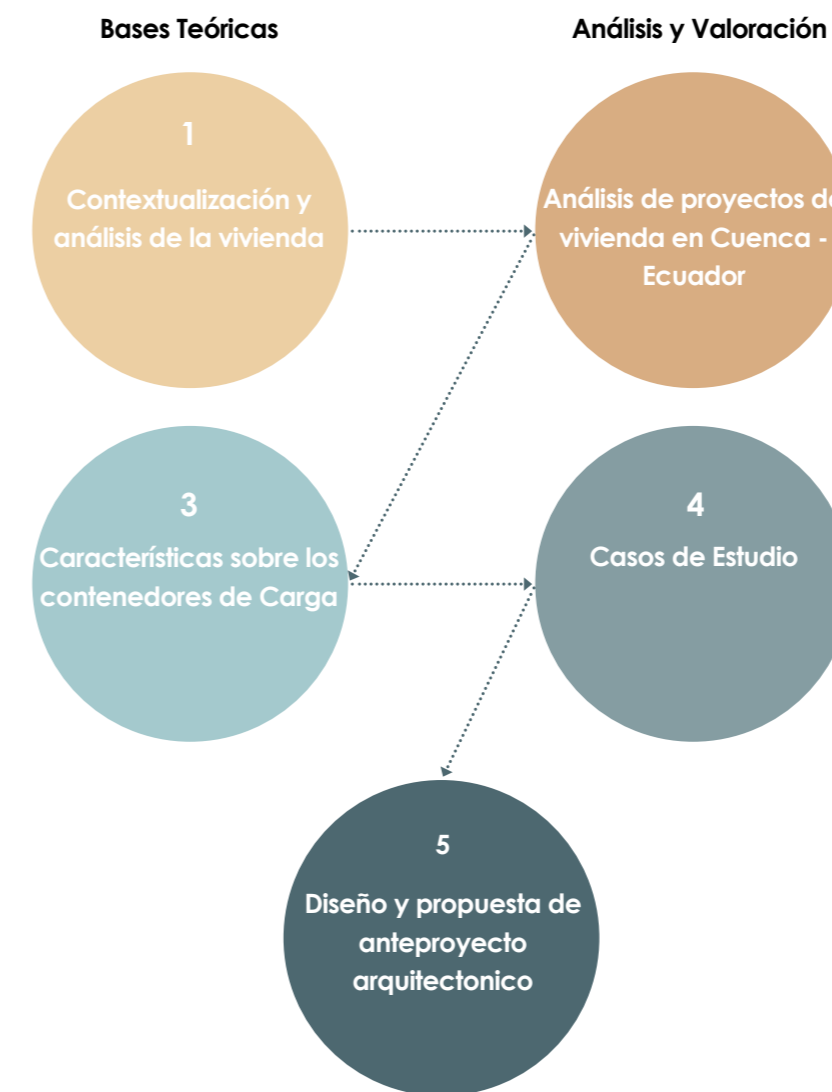 Bases Teóricas
Análisis y Valoración
1
Contextualización y
análisis de la vivienda
Análisis de proyectos de
vivienda en Cuenca -
Ecuador
3
Características sobre los
contenedores de Carga
4
Casos de Estudio
5
Diseño y propuesta de
anteproyecto
arquitectonico